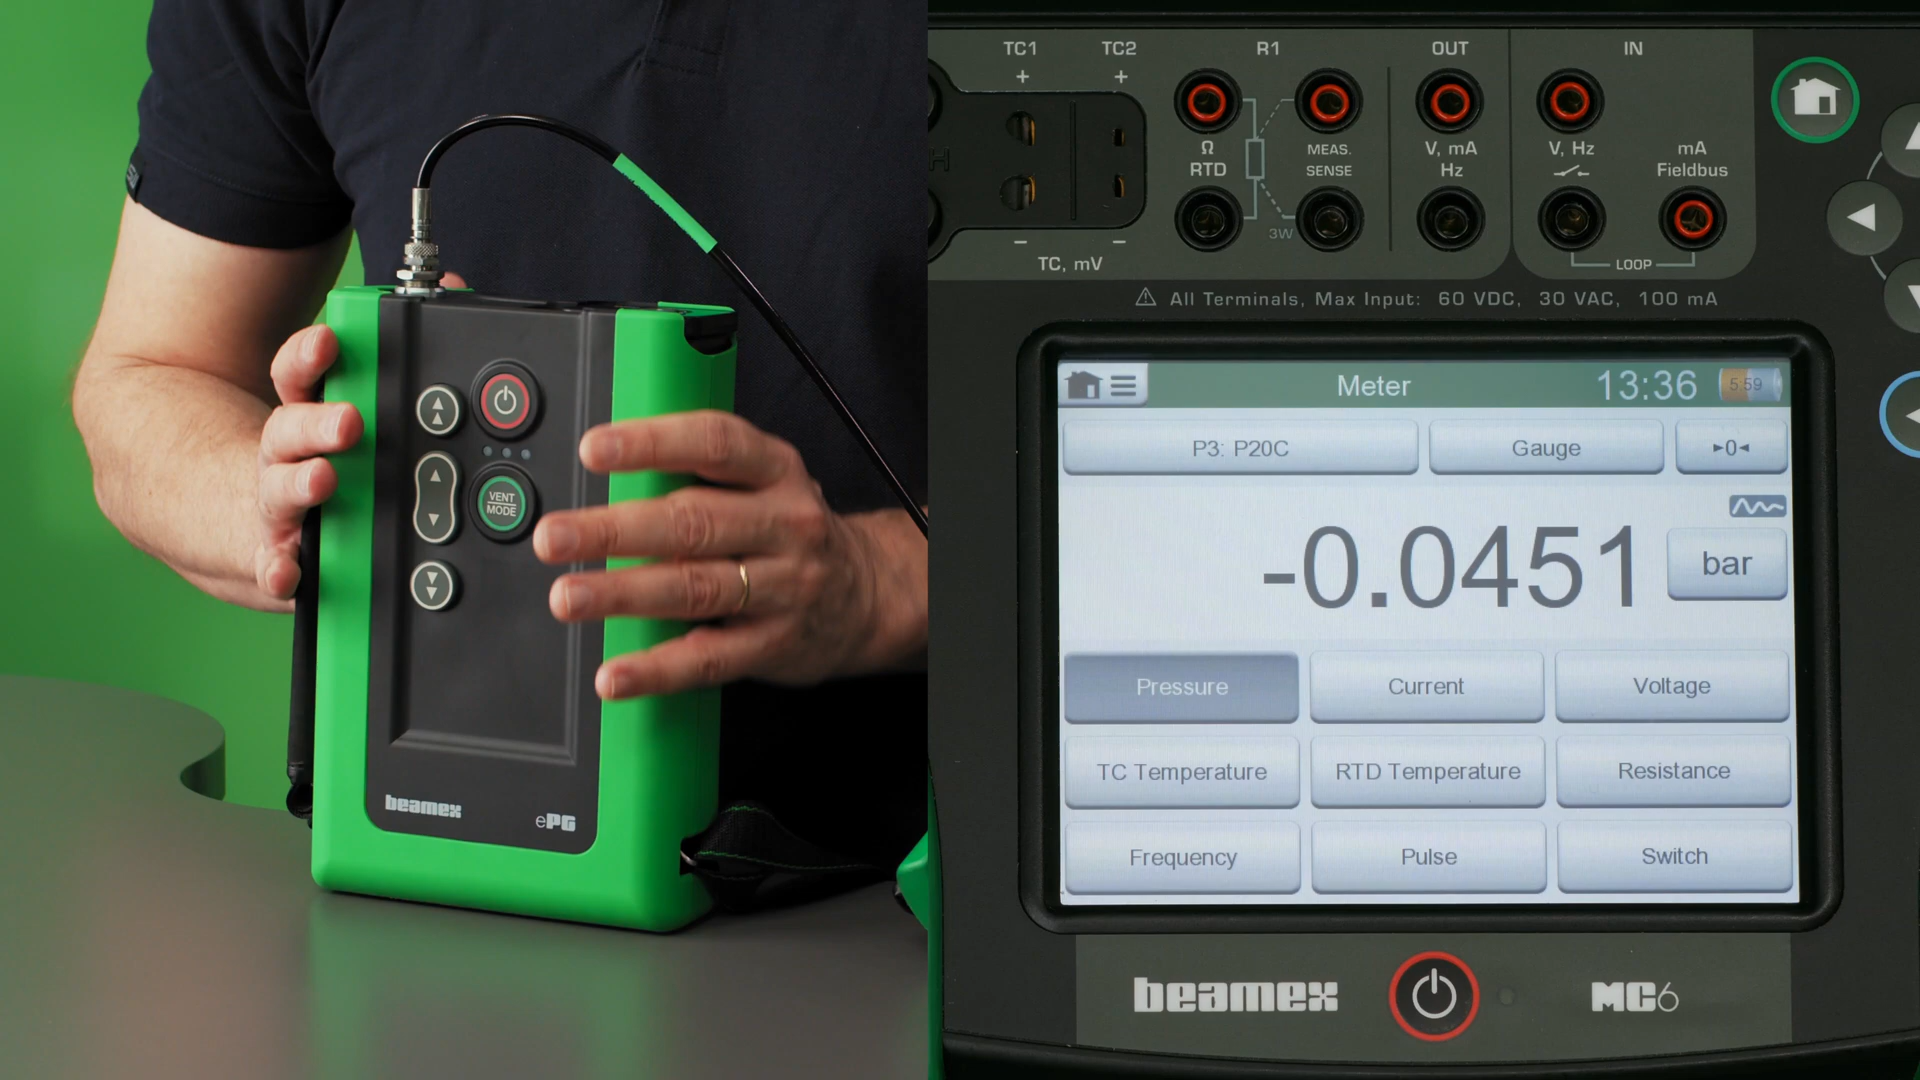 VENT
MODE
beamex
ePG
TC1
TC2
R1
OUT
IN
+
+
H
Ω
RTD
MEAS.
SENSE
V, mA
Hz
V, Hz
mA
Fieldbus
3W
−
−
TC, mV
LOOP
⚠ All Terminals, Max Input: 60 VDC, 30 VAC, 100 mA
Meter
13:36
5:59
P3: P20C
Gauge
▸0◂
-0.0451
bar
Pressure
Current
Voltage
TC Temperature
RTD Temperature
Resistance
Frequency
Pulse
Switch
beamex
MC6